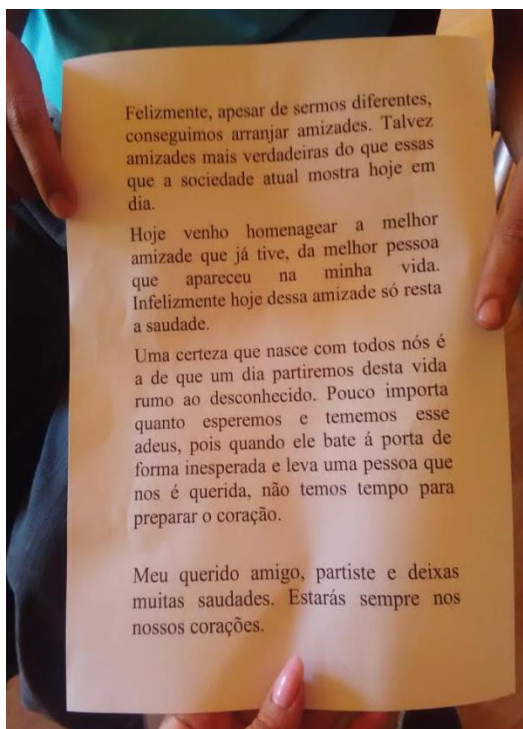 Felizmente, apesar de sermos diferentes,
conseguimos arranjar amizades. Talvez
amizades mais verdadeiras do que essas
que a sociedade atual mostra hoje em
dia.
Hoje venho homenagear a melhor
amizade que já tive, da melhor pessoa
que apareceu na minha vida.
Infelizmente hoje dessa amizade só resta
a saudade.
Uma certeza que nasce com todos nós é
a de que um dia partiremos desta vida
rumo ao desconhecido. Pouco importa
quanto esperemos e tememos esse
adeus, pois quando ele bate á porta de
forma inesperada e leva uma pessoa que
nos é querida, não temos tempo para
preparar o coração.
Meu querido amigo, partiste e deixas
muitas saudades. Estarás sempre nos
nossos corações.